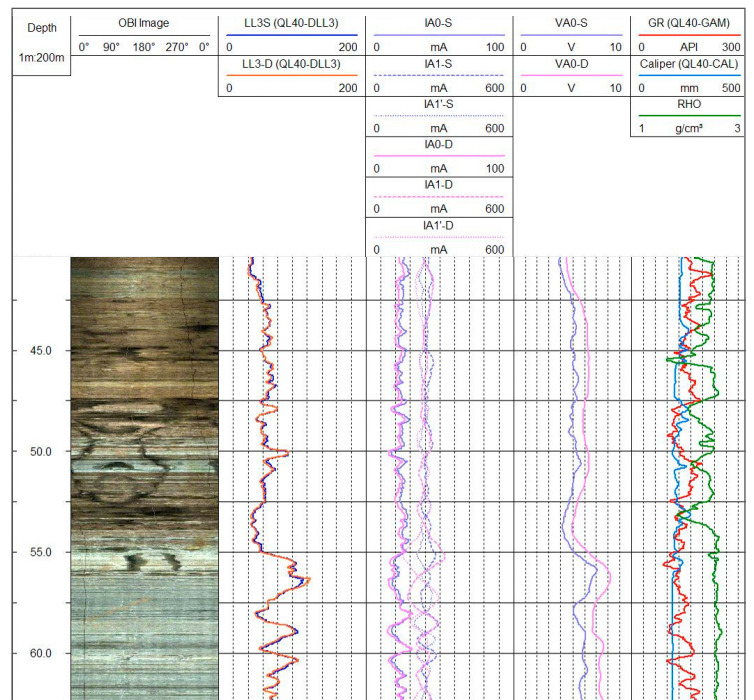 Depth
1m:200m
OBI Image
0° 90° 180° 270° 0°
LL3S (QL40-DLL3)
0 200
LL3-D (QL40-DLL3)
0 200
IA0-S
0 mA 100
IA1-S
0 mA 600
IA1'-S
0 mA 600
IA0-D
0 mA 100
IA1-D
0 mA 600
IA1'-D
0 mA 600
VA0-S
0 V 10
VA0-D
0 V 10
GR (QL40-GAM)
0 API 300
Caliper (QL40-CAL)
0 mm 500
RHO
1 g/cm³ 3
45.0
50.0
55.0
60.0